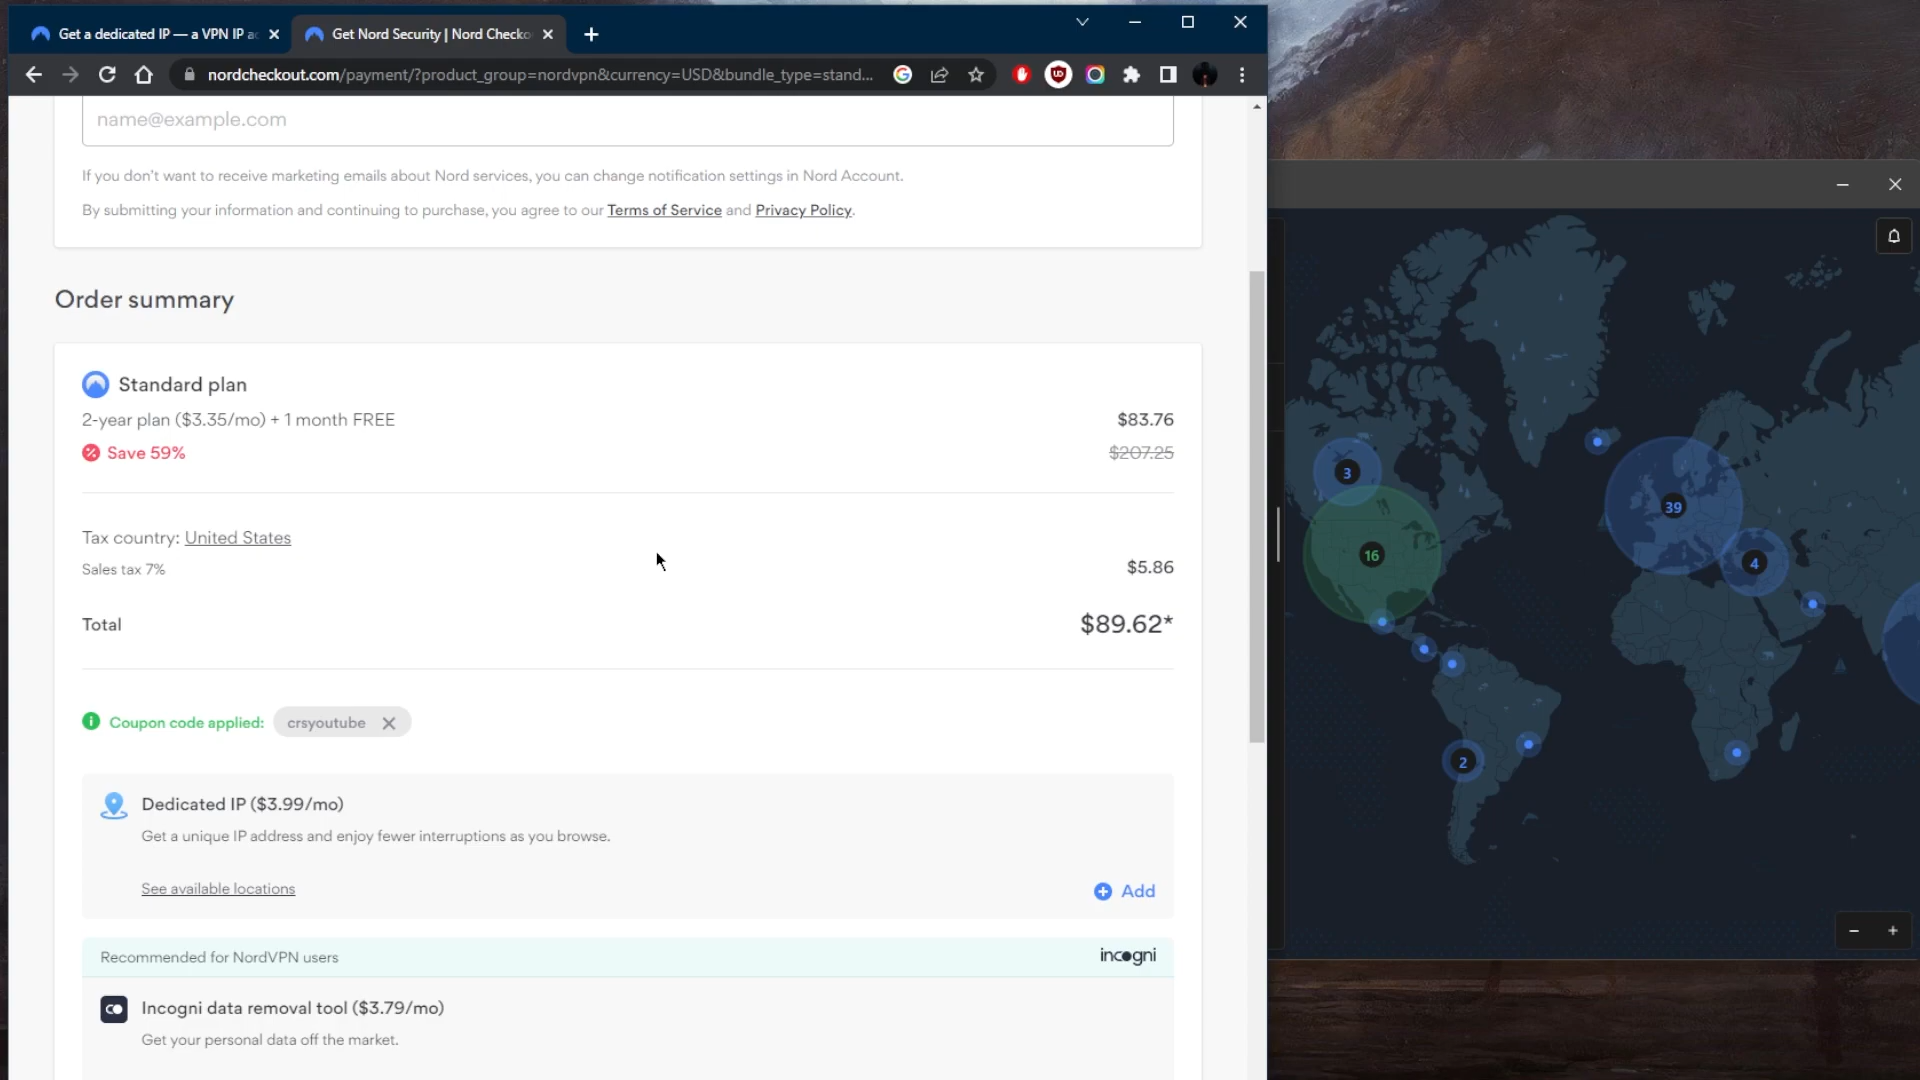 Get a dedicated IP — a VPN IP a
Get Nord Security | Nord Checko
nordcheckout.com/payment/?product_group=nordvpn&currency=USD&bundle_type=stand...
name@example.com
If you don't want to receive marketing emails about Nord services, you can change notification settings in Nord Account.
By submitting your information and continuing to purchase, you agree to our Terms of Service and Privacy Policy.
Order summary
Standard plan
2-year plan ($3.35/mo) + 1 month FREE $83.76
Save 59% $207.25
Tax country: United States
Sales tax 7% $5.86
Total $89.62*
Coupon code applied: crsyoutube
Dedicated IP ($3.99/mo)
Get a unique IP address and enjoy fewer interruptions as you browse.
See available locations
Add
Recommended for NordVPN users
incogni
Incogni data removal tool ($3.79/mo)
Get your personal data off the market.
3
16
39
4
2